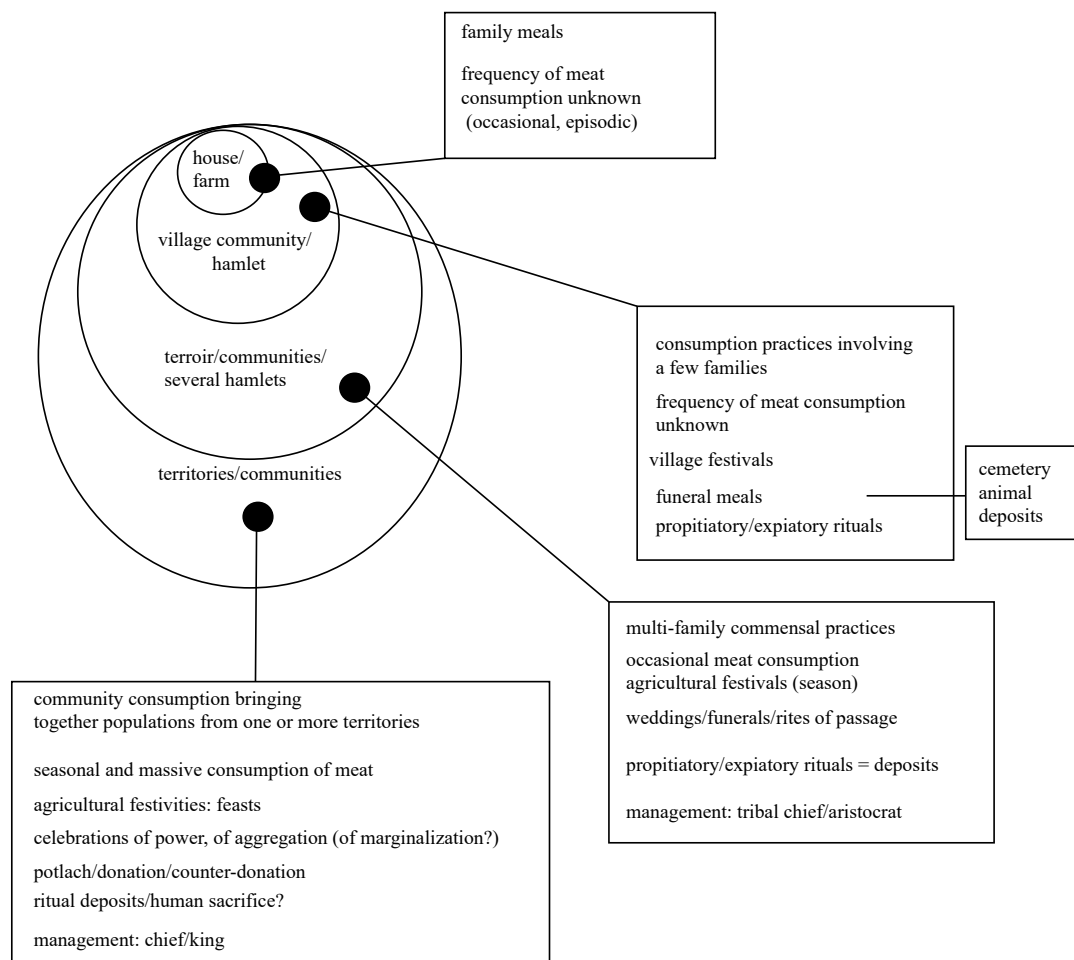 family meals
frequency of meat
consumption unknown
(occasional, episodic)
house/
farm
village community/
hamlet
terroir/communities/
several hamlets
territories/communities
consumption practices involving
a few families
frequency of meat consumption
unknown
village festivals
funeral meals
propitiatory/expiatory rituals
cemetery
animal
deposits
multi-family commensal practices
occasional meat consumption
agricultural festivals (season)
weddings/funerals/rites of passage
propitiatory/expiatory rituals = deposits
management: tribal chief/aristocrat
community consumption bringing
together populations from one or more territories
seasonal and massive consumption of meat
agricultural festivities: feasts
celebrations of power, of aggregation (of marginalization?)
potlach/donation/counter-donation
ritual deposits/human sacrifice?
management: chief/king